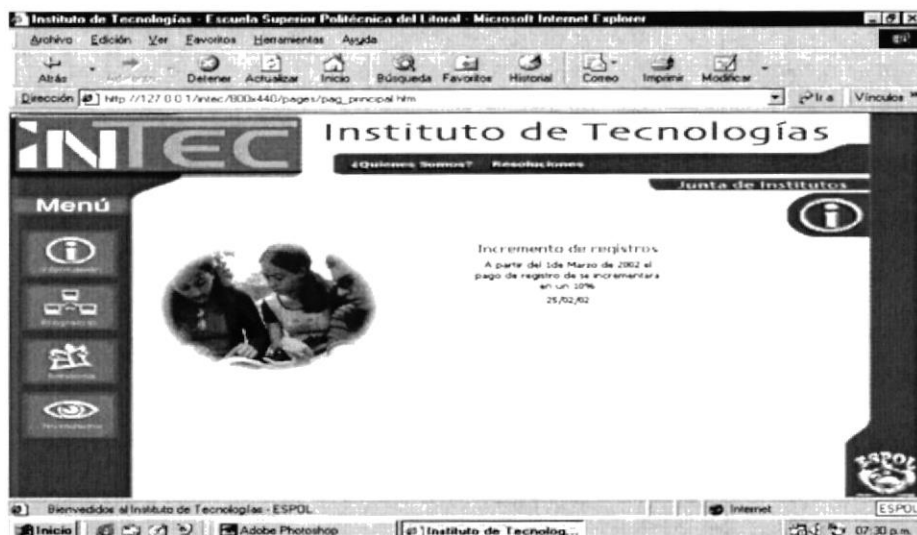 Instituto de Tecnologías - Escuela Superior Politécnica del Litoral - Microsoft Internet Explorer
Archivo Edición Ver Favoritos Herramientas Ayuda
Atrás Detener Actualizar Inicio Búsqueda Favoritos Historial Correo Imprimir Modificar
Dirección http://127.0.0.1/intec/800x440/pages/pag_principal.htm Ir a Vínculos »
iNTEC Instituto de Tecnologías
¿Quienes Somos? Resoluciones
Junta de Institutos
Menú
Incremento de registros
A partir del 1de Marzo de 2002 el
pago de registro de se incrementara
en un 10%
25/02/02
ESPOL
Bienvedidos al Instituto de Tecnologías - ESPOL Internet ESPOL
Inicio Adobe Photoshop Instituto de Tecnolog... 07:30 p.m.